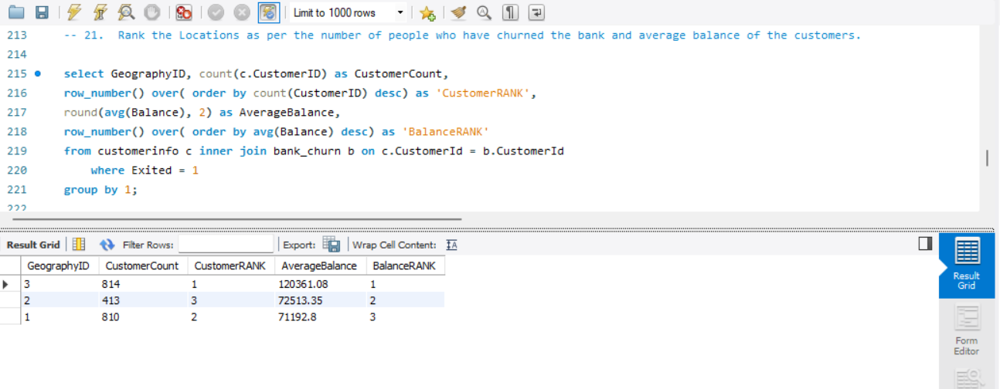 Limit to 1000 rows
213 -- 21. Rank the Locations as per the number of people who have churned the bank and average balance of the customers.
214
215 select GeographyID, count(c.CustomerID) as CustomerCount,
216 row_number() over( order by count(CustomerID) desc) as 'CustomerRANK',
217 round(avg(Balance), 2) as AverageBalance,
218 row_number() over( order by avg(Balance) desc) as 'BalanceRANK'
219 from customerinfo c inner join bank_churn b on c.CustomerId = b.CustomerId
220 where Exited = 1
221 group by 1;
222
Result Grid Filter Rows: Export: Wrap Cell Content: IA
GeographyID CustomerCount CustomerRANK AverageBalance BalanceRANK
3 814 1 120361.08 1
2 413 3 72513.35 2
1 810 2 71192.8 3
Result
Grid
Form
Editor